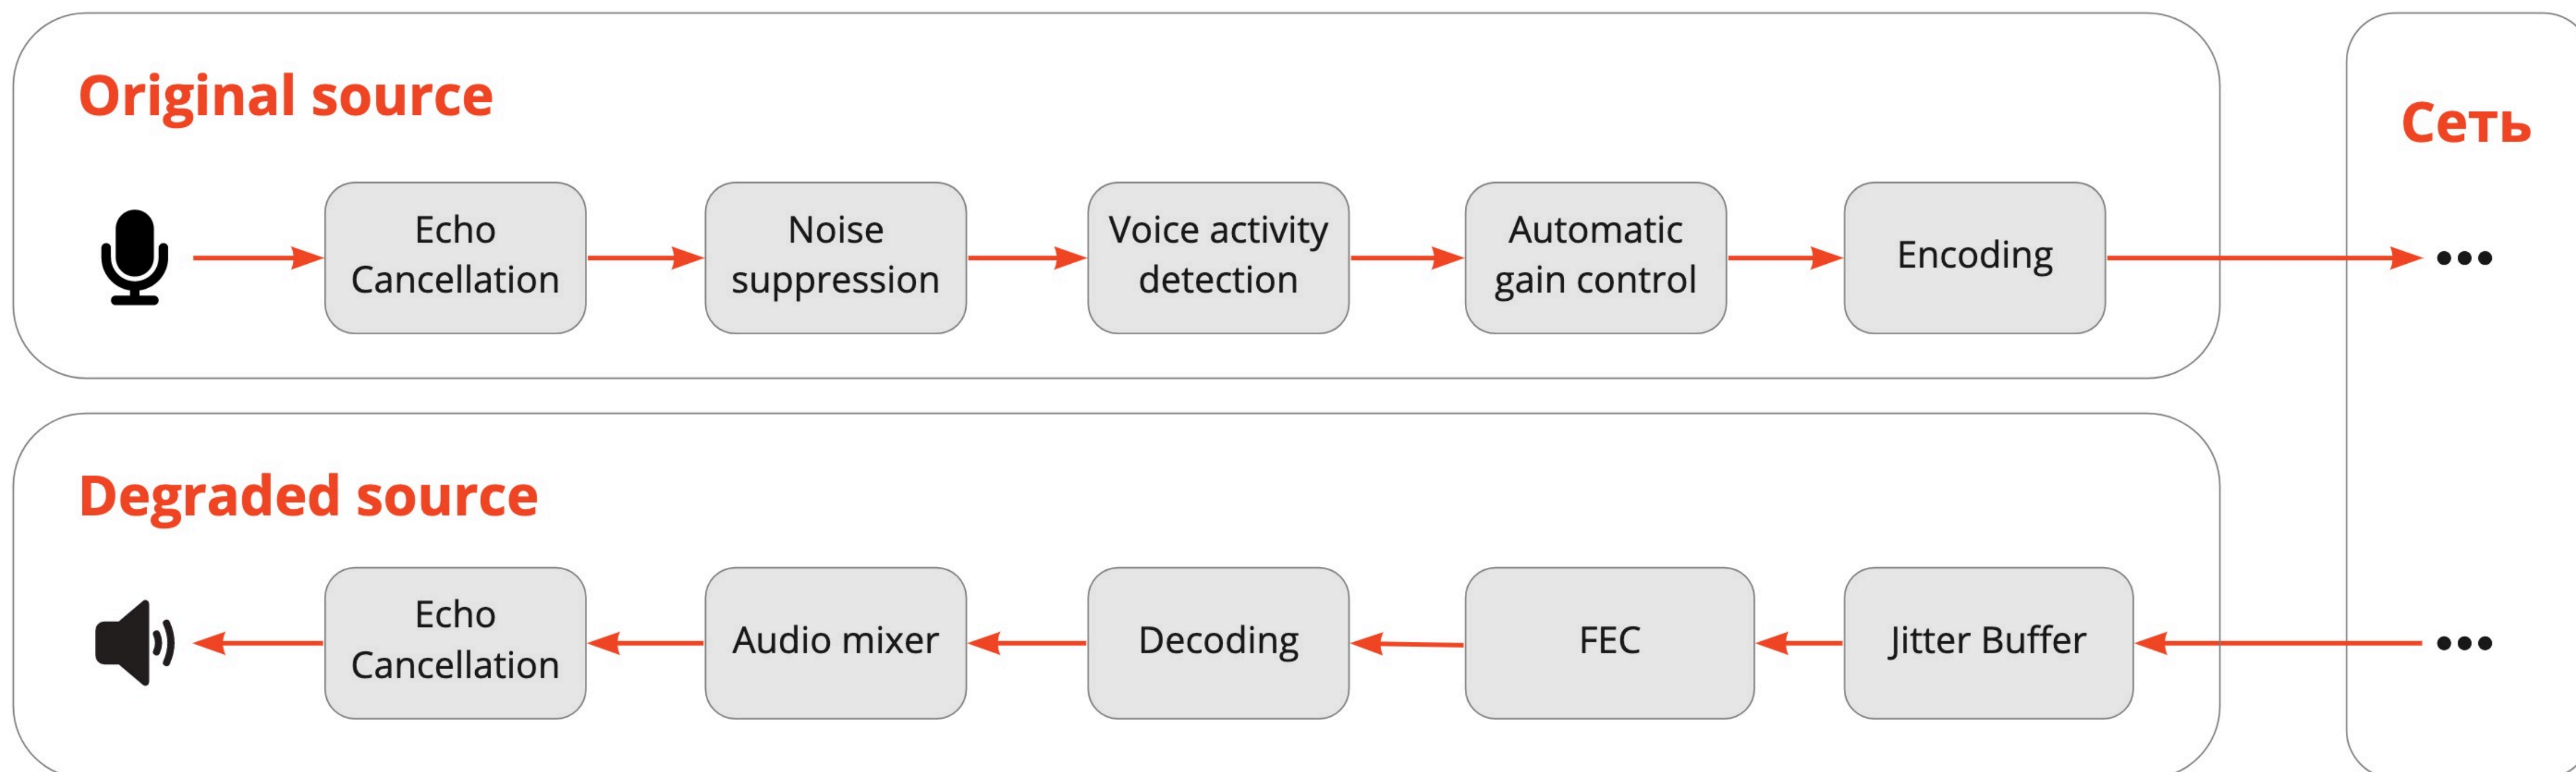 Original source
Сеть
Echo
Cancellation
Noise
suppression
Voice activity
detection
Automatic
gain control
Encoding
Degraded source
Echo
Cancellation
Audio mixer
Decoding
FEC
Jitter Buffer